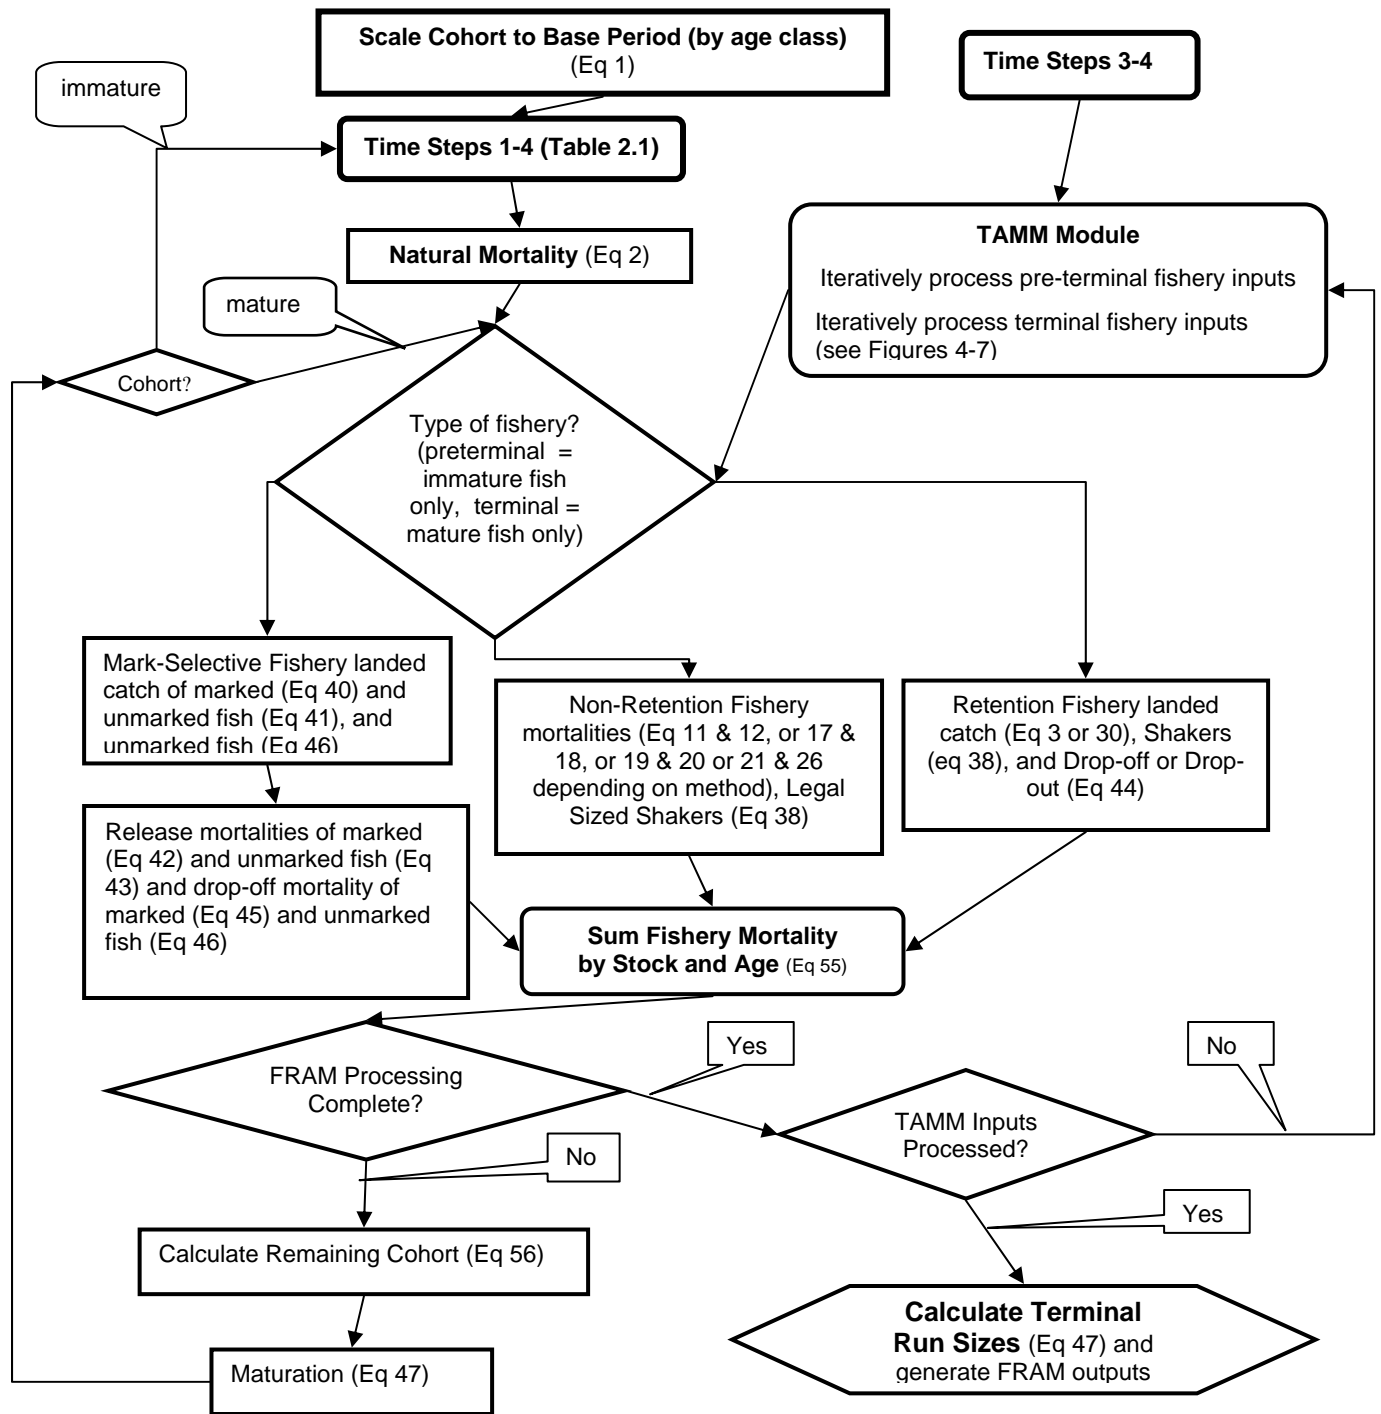 Scale Cohort to Base Period (by age class)
(Eq 1)
Time Steps 3-4
immature
Time Steps 1-4 (Table 2.1)
Natural Mortality (Eq 2)
TAMM Module
Iteratively process pre-terminal fishery inputs
Iteratively process terminal fishery inputs
(see Figures 4-7)
mature
Cohort?
Type of fishery?
(preterminal =
immature fish
only, terminal =
mature fish only)
Mark-Selective Fishery landed
catch of marked (Eq 40) and
unmarked fish (Eq 41), and
unmarked fish (Eq 46)
Non-Retention Fishery
mortalities (Eq 11 & 12, or 17 &
18, or 19 & 20 or 21 & 26
depending on method), Legal
Sized Shakers (Eq 38)
Retention Fishery landed
catch (Eq 3 or 30), Shakers
(eq 38), and Drop-off or Drop-
out (Eq 44)
Release mortalities of marked
(Eq 42) and unmarked fish (Eq
43) and drop-off mortality of
marked (Eq 45) and unmarked
fish (Eq 46)
Sum Fishery Mortality
by Stock and Age (Eq 55)
FRAM Processing
Complete?
Yes
No
TAMM Inputs
Processed?
No
Yes
Calculate Remaining Cohort (Eq 56)
Maturation (Eq 47)
Calculate Terminal
Run Sizes (Eq 47) and
generate FRAM outputs